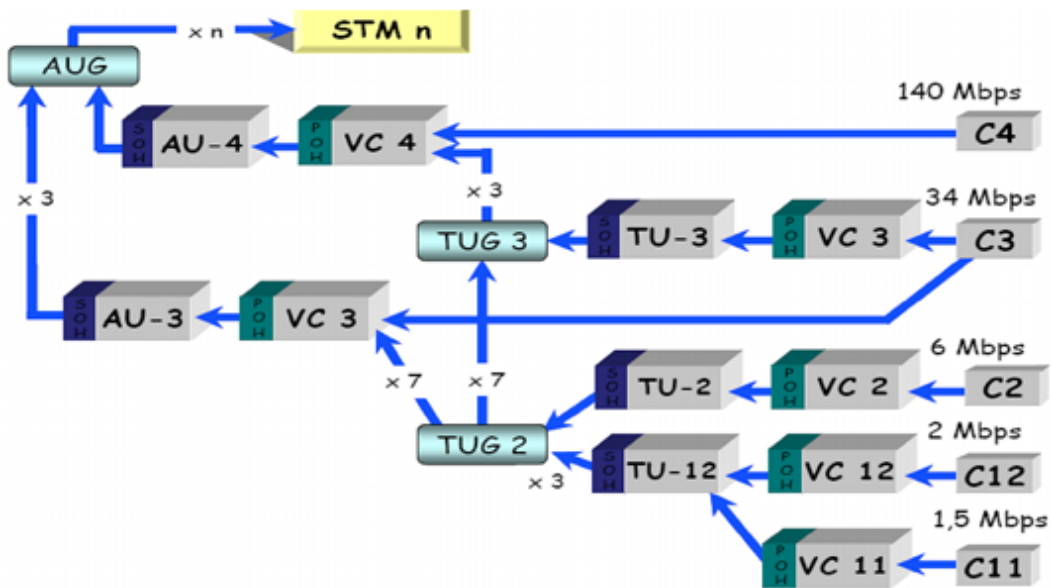 x n
STM n
AUG
140 Mbps
SOH
AU-4
POH
VC 4
C4
x 3
x 3
34 Mbps
TUG 3
SOH
TU-3
POH
VC 3
C3
SOH
AU-3
POH
VC 3
6 Mbps
x 7
x 7
SOH
TU-2
POH
VC 2
C2
TUG 2
2 Mbps
x 3
SOH
TU-12
POH
VC 12
C12
1,5 Mbps
POH
VC 11
C11